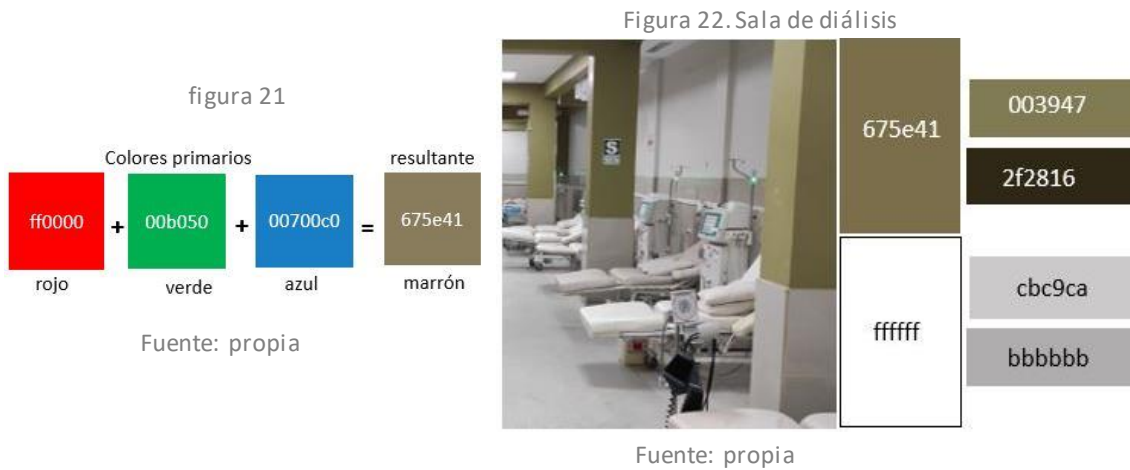 figura 21
Colores primarios
resultante
ff0000
+
00b050
+
00700c0
=
675e41
rojo
verde
azul
marrón
Fuente: propia
Figura 22. Sala de diálisis
S
675e41
003947
2f2816
ffffff
cbc9ca
bbbbbb
Fuente: propia